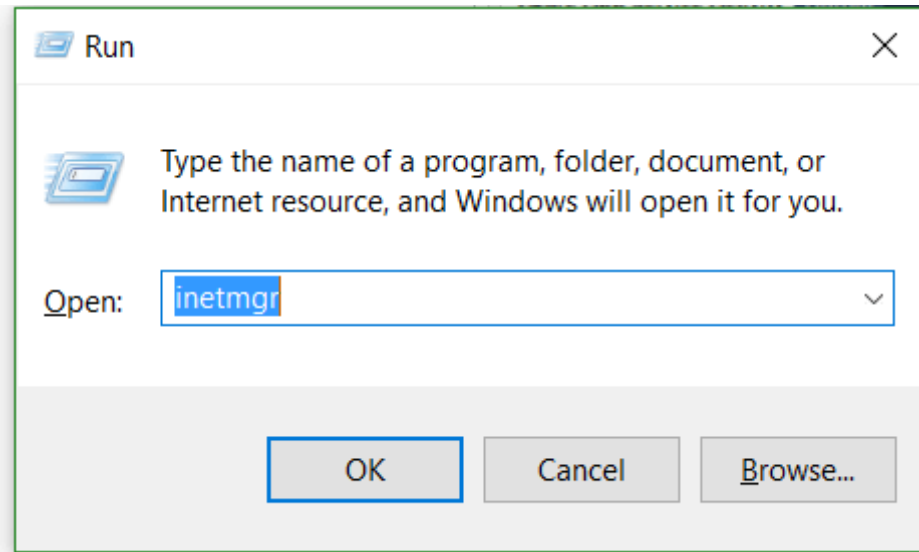 Run
Type the name of a program, folder, document, or
Internet resource, and Windows will open it for you.
Open: inetmgr
OK Cancel Browse...